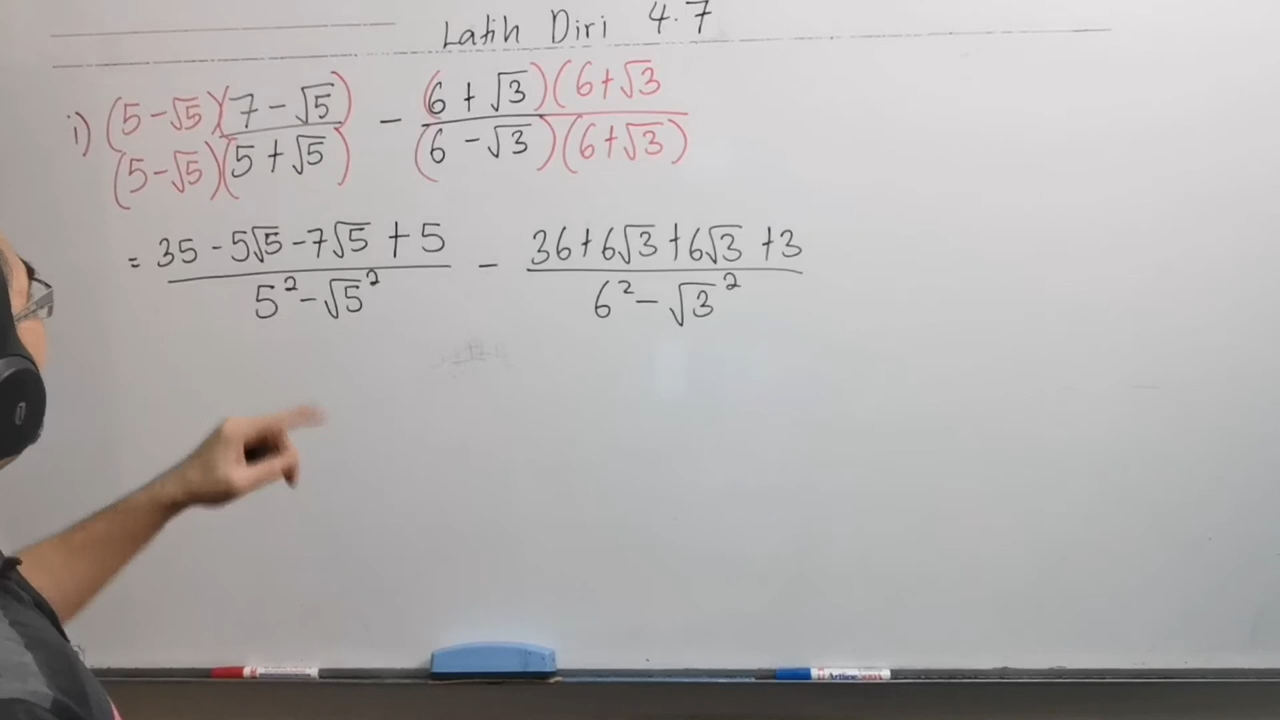 Latih Diri 4.7
i) (5-√5)(7-√5) / (5-√5)(5+√5) - (6+√3)(6+√3 / (6-√3)(6+√3)
= 35-5√5-7√5+5 / 5²-√5² - 36+6√3+6√3+3 / 6²-√3²
Artline